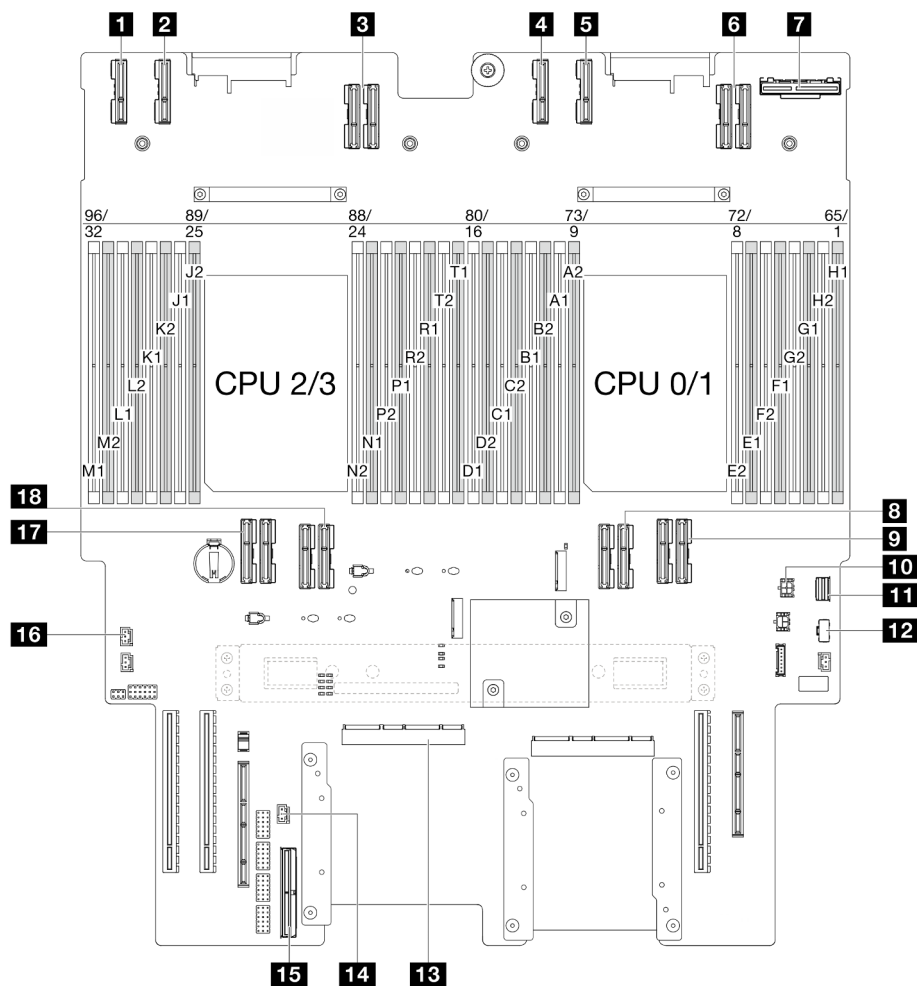 1 2 3 4 5 6 7
96/ 89/ 88/ 80/ 73/ 72/ 65/
32 25 24 16 9 8 1
J2 T1 A2 H1
J1 T2 A1 H2
K2 R1 B2 G1
K1 R2 B1 G2
CPU 2/3 CPU 0/1
L2 P1 C2 F1
L1 P2 C1 F2
M2 N1 D2 E1
M1 N2 D1 E2
18 8
17 9
10
11
16 12
15 14 13